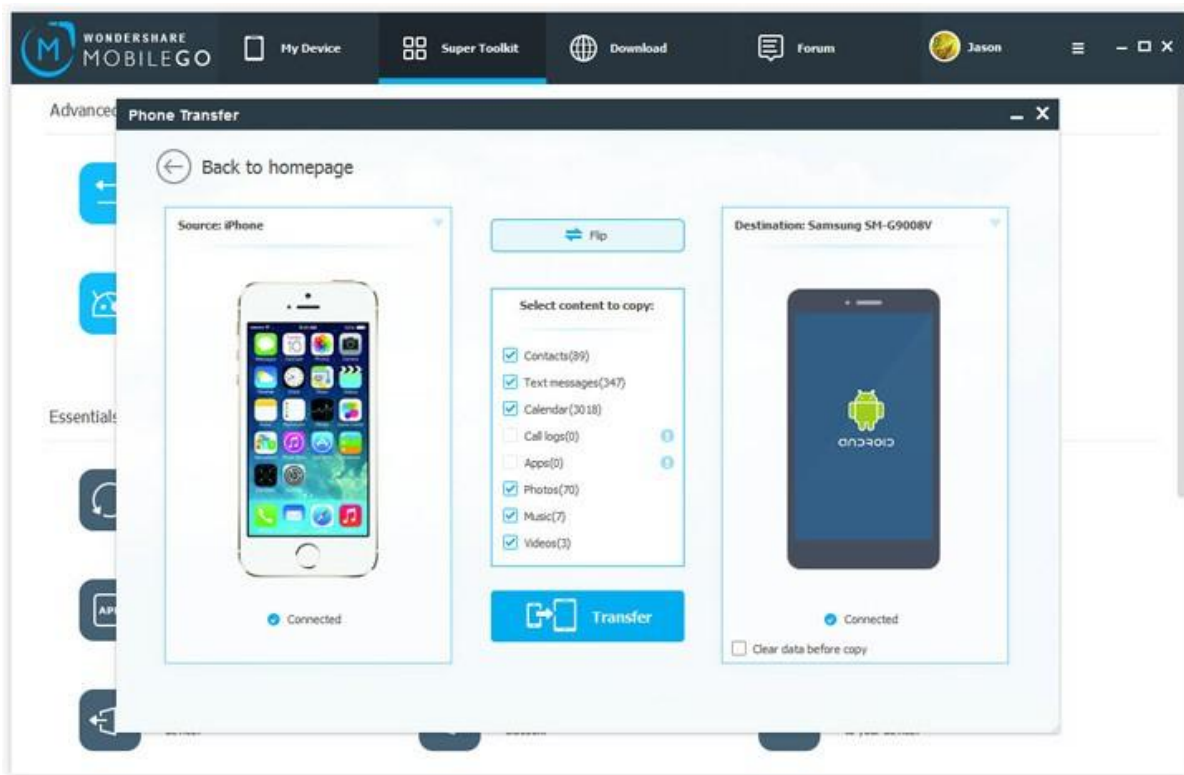 WONDERSHARE
MOBILEGO
My Device
Super Toolkit
Download
Forum
Jason
Advanced
Phone Transfer
Back to homepage
Source: iPhone
Flip
Destination: Samsung SM-G9008V
Select content to copy:
Contacts(89)
Text messages(347)
Calendar(3018)
Call logs(0)
Apps(0)
Photos(70)
Music(7)
Videos(3)
Essentials
ANDROID
Transfer
Connected
Connected
Clear data before copy